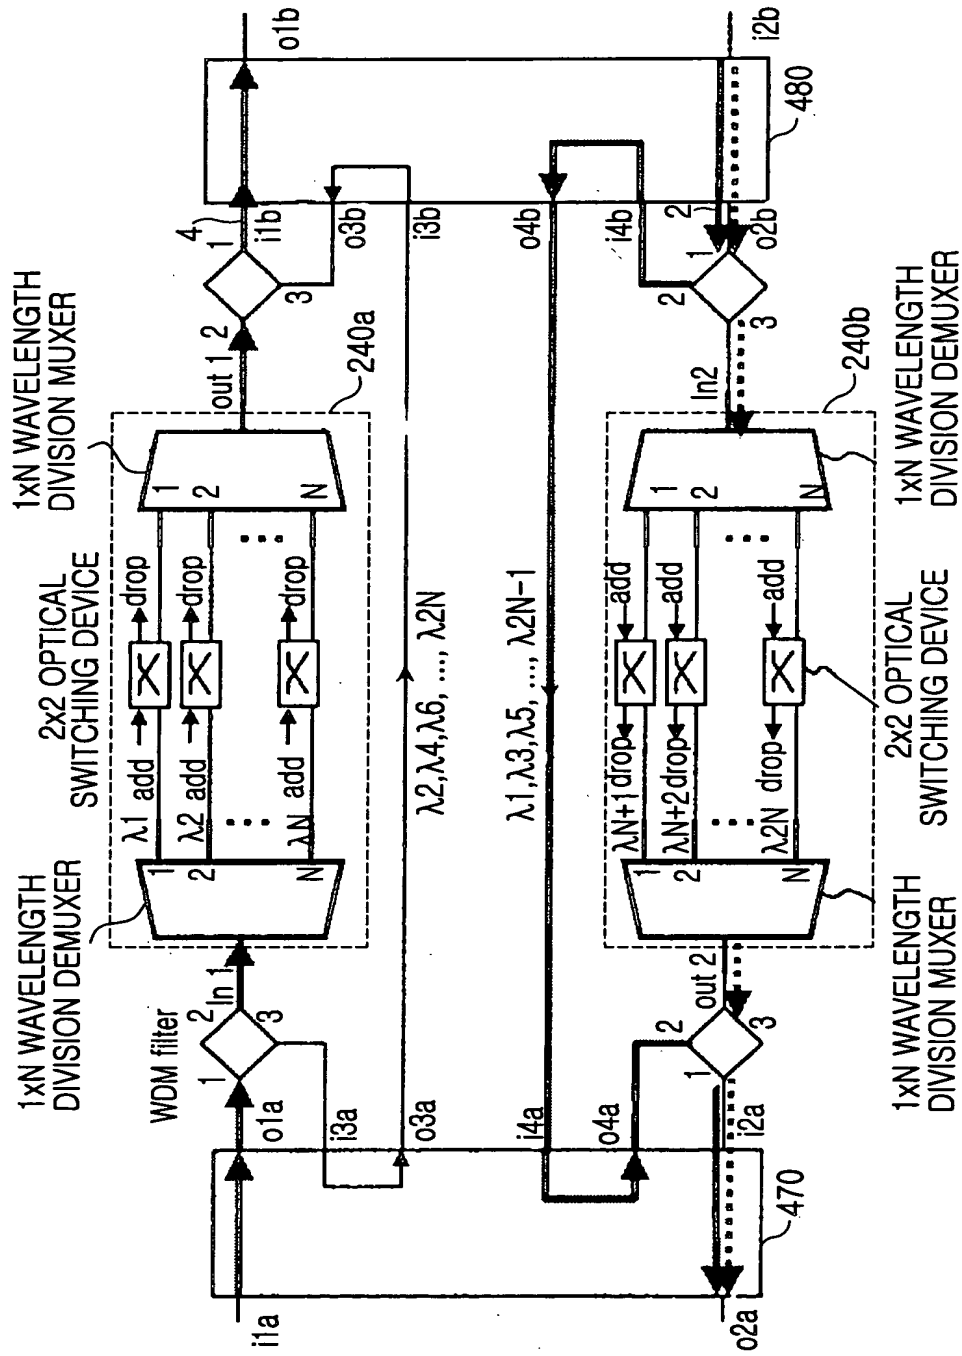 1xN WAVELENGTH
DIVISION DEMUXER
2x2 OPTICAL
SWITCHING DEVICE
1xN WAVELENGTH
DIVISION MUXER
WDM filter
i1a
o1a
1
2
3
In 1
1
2
N
λ1
λ2
λN
add
add
add
drop
drop
drop
1
2
N
240a
out 1
2
1
3
4
i1b
o1b
i3a
o3a
λ2,λ4,λ6, ..., λ2N
i3b
o3b
i4a
o4a
λ1,λ3,λ5, ..., λ2N-1
o4b
i4b
o2a
470
i2a
1
2
3
out 2
1
2
N
λN+1
λN+2
λ2N
drop
drop
drop
add
add
add
1
2
N
240b
In2
3
2
1
2
o2b
480
i2b
1xN WAVELENGTH
DIVISION MUXER
2x2 OPTICAL
SWITCHING DEVICE
1xN WAVELENGTH
DIVISION DEMUXER